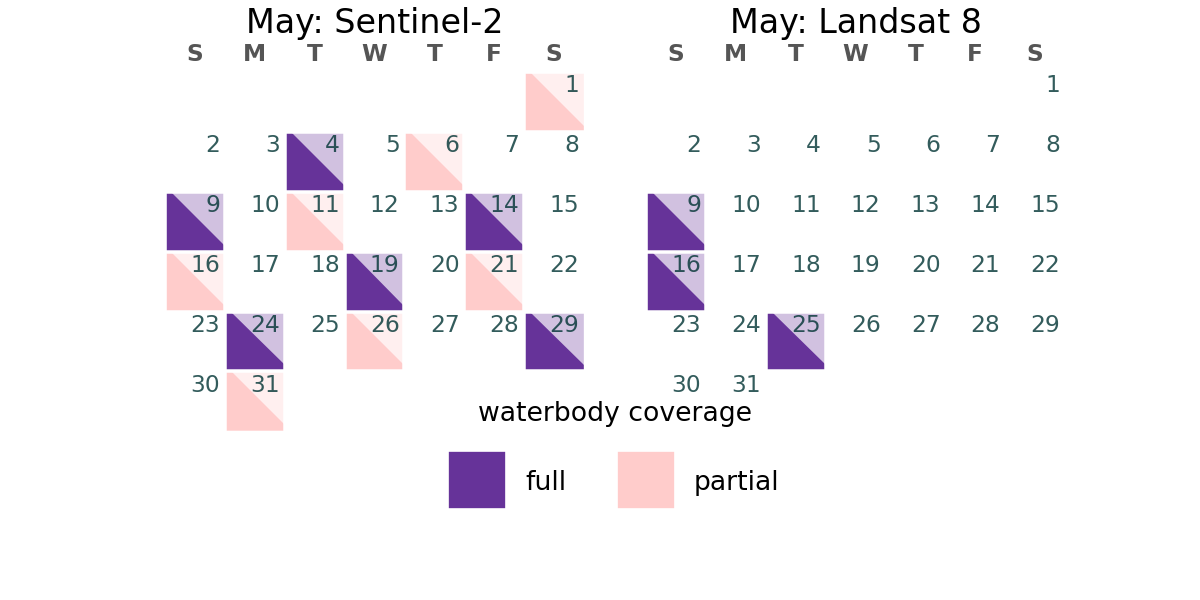 May: Sentinel-2
S M T W T F S
1
2 3 4 5 6 7 8
9 10 11 12 13 14 15
16 17 18 19 20 21 22
23 24 25 26 27 28 29
30 31
May: Landsat 8
S M T W T F S
1
2 3 4 5 6 7 8
9 10 11 12 13 14 15
16 17 18 19 20 21 22
23 24 25 26 27 28 29
30 31
waterbody coverage
full partial